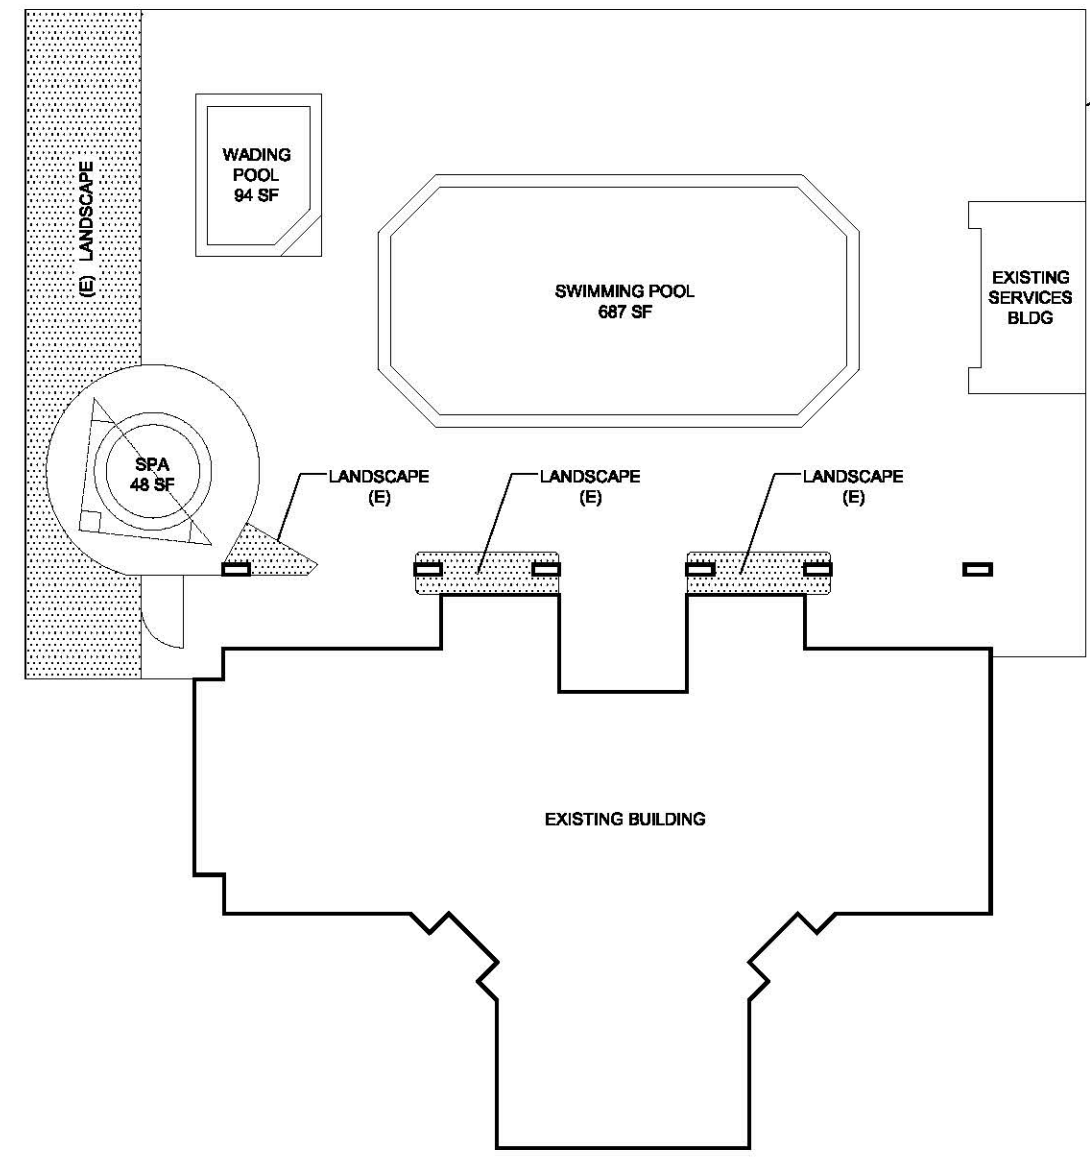 WADING
POOL
94 SF
(E) LANDSCAPE
SWIMMING POOL
687 SF
EXISTING
SERVICES
BLDG
SPA
48 SF
LANDSCAPE
(E)
LANDSCAPE
(E)
LANDSCAPE
(E)
EXISTING BUILDING